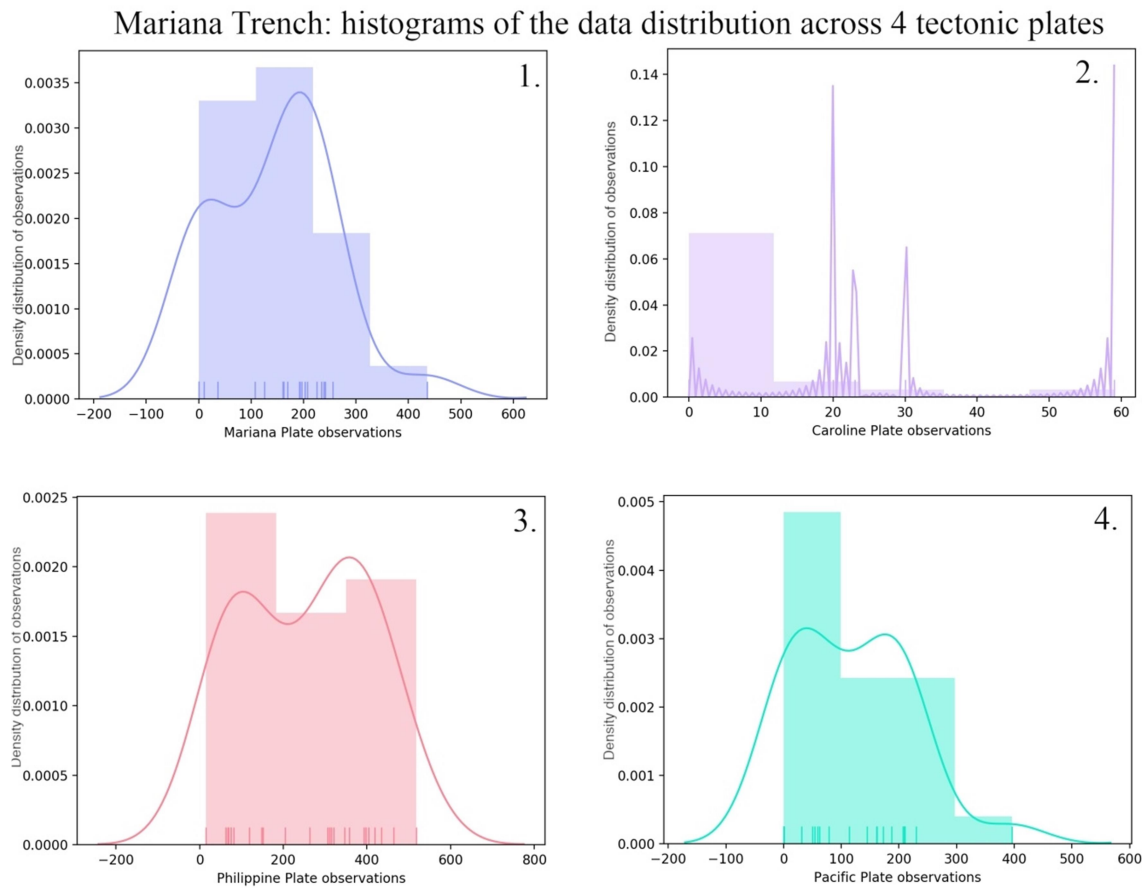 Mariana Trench: histograms of the data distribution across 4 tectonic plates
1.
Density distribution of observations
0.0035
0.0030
0.0025
0.0020
0.0015
0.0010
0.0005
0.0000
−200 −100 0 100 200 300 400 500 600
Mariana Plate observations
2.
Density distribution of observations
0.14
0.12
0.10
0.08
0.06
0.04
0.02
0.00
0 10 20 30 40 50 60
Caroline Plate observations
3.
Density distribution of observations
0.0025
0.0020
0.0015
0.0010
0.0005
0.0000
−200 0 200 400 600 800
Philippine Plate observations
4.
Density distribution of observations
0.005
0.004
0.003
0.002
0.001
0.000
−200 −100 0 100 200 300 400 500 600
Pacific Plate observations